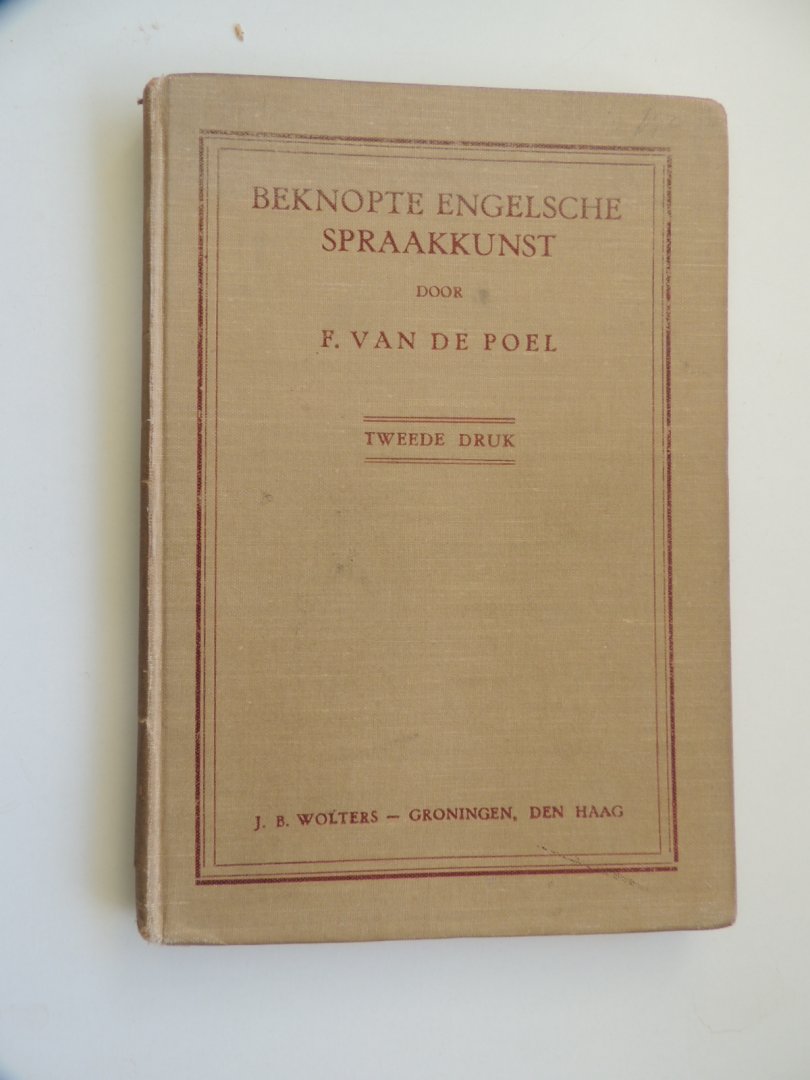 BEKNOPTE ENGELSCHE
SPRAAKKUNST
DOOR
F. VAN DE POEL
TWEEDE DRUK
J. B. WOLTERS — GRONINGEN, DEN HAAG